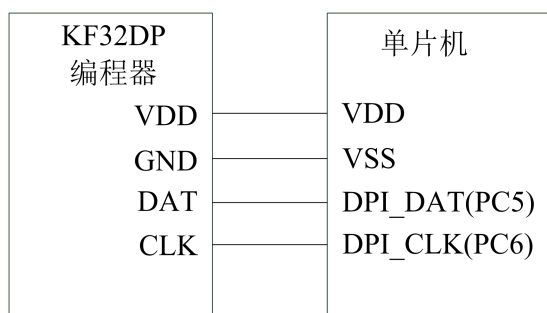 KF32DP
编程器
VDD
GND
DAT
CLK
单片机
VDD
VSS
DPI_DAT(PC5)
DPI_CLK(PC6)